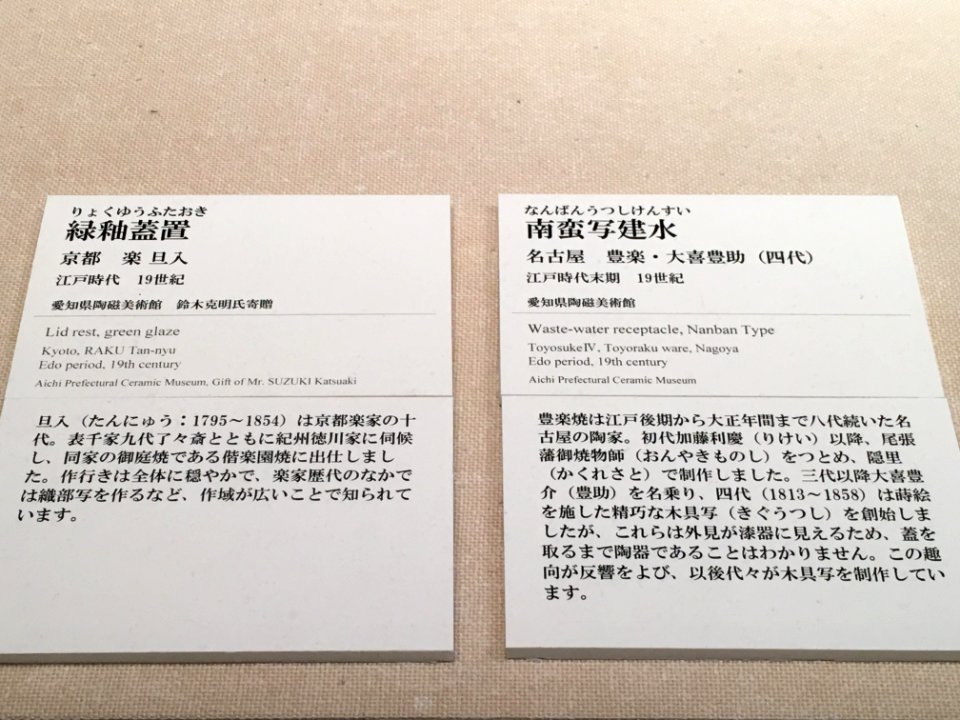 りょくゆうふたおき
緑釉蓋置
京都　楽 旦入
江戸時代　19世紀
愛知県陶磁美術館　鈴木克明氏寄贈
Lid rest, green glaze
Kyoto, RAKU Tan-nyu
Edo period, 19th century
Aichi Prefectural Ceramic Museum, Gift of Mr. SUZUKI Katsuaki
旦入（たんにゅう：1795～1854）は京都楽家の十
代。表千家九代了々斎とともに紀州徳川家に伺候
し、同家の御庭焼である偕楽園焼に出仕しまし
た。作行きは全体に穏やかで、楽家歴代のなかで
は織部写を作るなど、作域が広いことで知られて
います。
なんばんうつしけんすい
南蛮写建水
名古屋　豊楽・大喜豊助（四代）
江戸時代末期　19世紀
愛知県陶磁美術館
Waste-water receptacle, Nanban Type
ToyosukeⅣ, Toyoraku ware, Nagoya
Edo period, 19th century
Aichi Prefectural Ceramic Museum
豊楽焼は江戸後期から大正年間まで八代続いた名
古屋の陶家。初代加藤利慶（りけい）以降、尾張
藩御焼物師（おんやきものし）をつとめ、隠里
（かくれさと）で制作しました。三代以降大喜豊
介（豊助）を名乗り、四代（1813～1858）は蒔絵
を施した精巧な木具写（きぐうつし）を創始しま
したが、これらは外見が漆器に見えるため、蓋を
取るまで陶器であることはわかりません。この趣
向が反響をよび、以後代々が木具写を制作してい
ます。